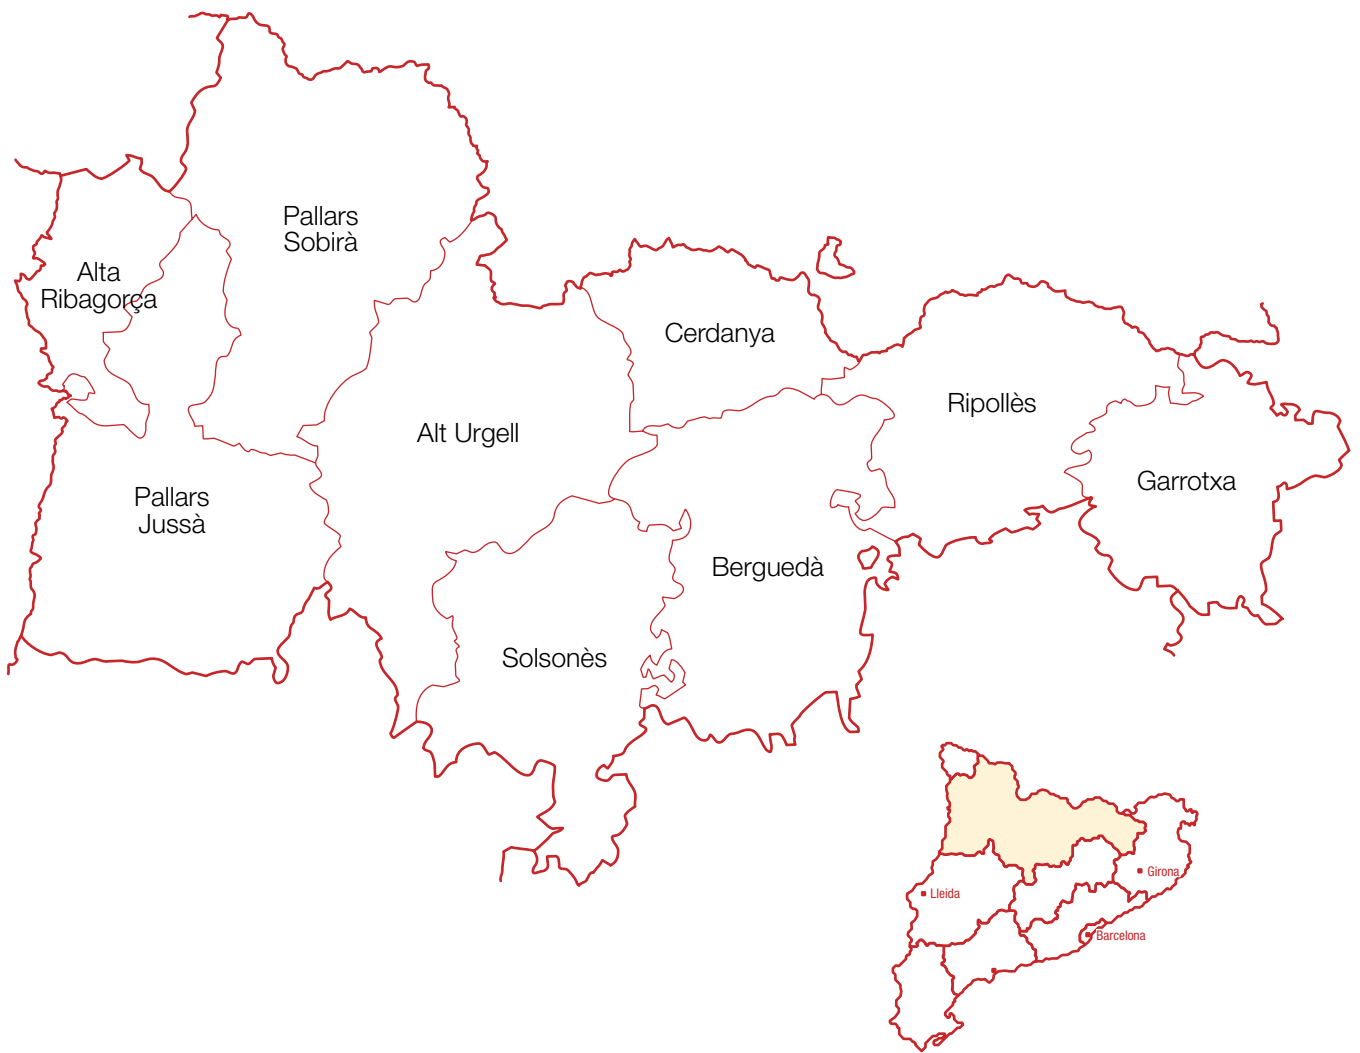 Pallars
Sobirà
Alta
Ribagorça
Cerdanya
Ripollès
Alt Urgell
Garrotxa
Pallars
Jussà
Berguedà
Solsonès
Girona
Lleida
Barcelona